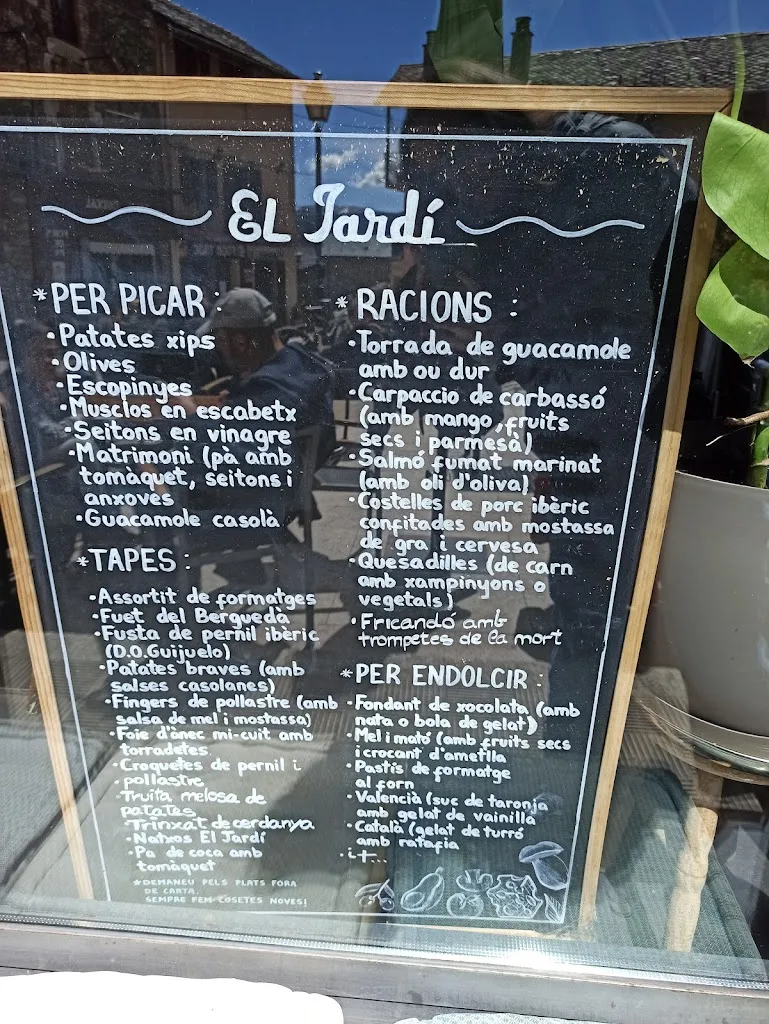 El Jardí
*PER PICAR:
·Patates xips
·Olives
·Escopinyes
·Musclos en escabetx
·Seitons en vinagre
·Matrimoni (pà amb
tomàquet, seitons i
anxoves
·Guacamole casolà
*TAPES:
·Assortit de formatges
·Fuet del Berguedà
·Fusta de pernil ibèric
(D.O.Guijuelo)
·Patates braves (amb
salses casolanes)
·Fingers de pollastre (amb
salsa de mel i mostassa)
·Foie d'ànec mi-cuit amb
torradetes
·Croquetes de pernil i
·pollastre
·Truita melosa de
patates
·Trinxat de cerdanya
·Natxos El Jardí
·Pa de coca amb
tomàquet
*DEMANEU PELS PLATS FORA
DE CARTA.
SEMPRE FEM COSETES NOVES!
*RACIONS:
·Torrada de guacamole
amb ou dur
·Carpaccio de carbassó
(amb mango, fruits
secs i parmesà)
·Salmó fumat marinat
(amb oli d'oliva)
·Costelles de porc ibèric
confitades amb mostassa
de gra i cervesa
·Quesadilles (de carn
amb xampinyons o
vegetals)
·Fricandó amb
trompetes de la mort
*PER ENDOLCIR:
·Fondant de xocolata (amb
nata o bola de gelat)
·Mel i mató (amb fruits secs
i crocant d'ametlla
·Pastís de formatge
al forn
·Valencià (suc de taronja
amb gelat de vainilla
·Català (gelat de turró
amb ratafia
·i+...